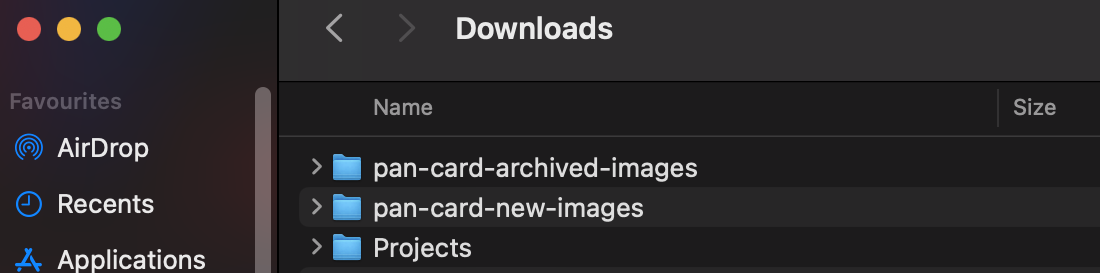 Downloads
Favourites
Name Size
AirDrop
pan-card-archived-images
Recents
pan-card-new-images
Applications
Projects